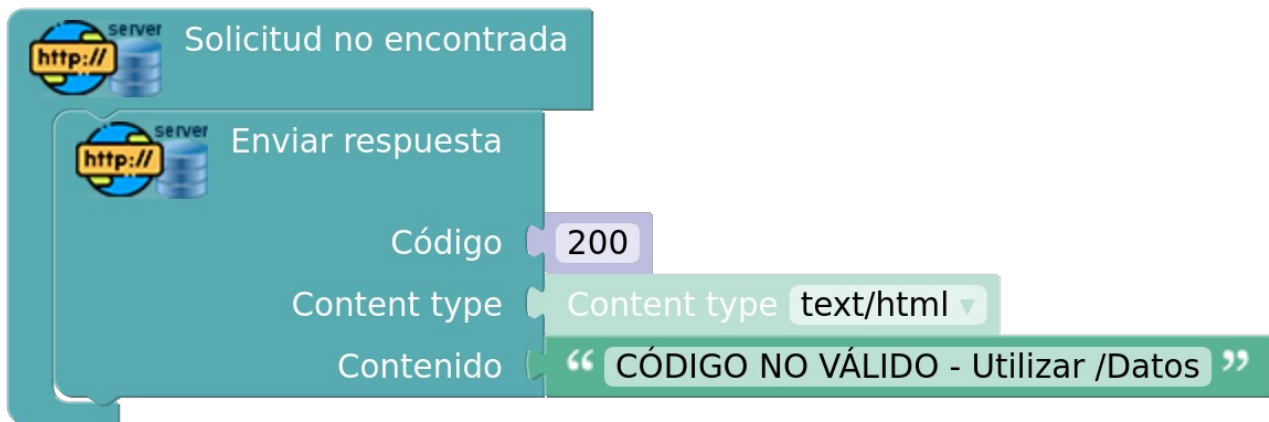 server
http://
Solicitud no encontrada
server
http://
Enviar respuesta
Código 200
Content type Content type text/html ▾
Contenido “ CÓDIGO NO VÁLIDO - Utilizar /Datos ”